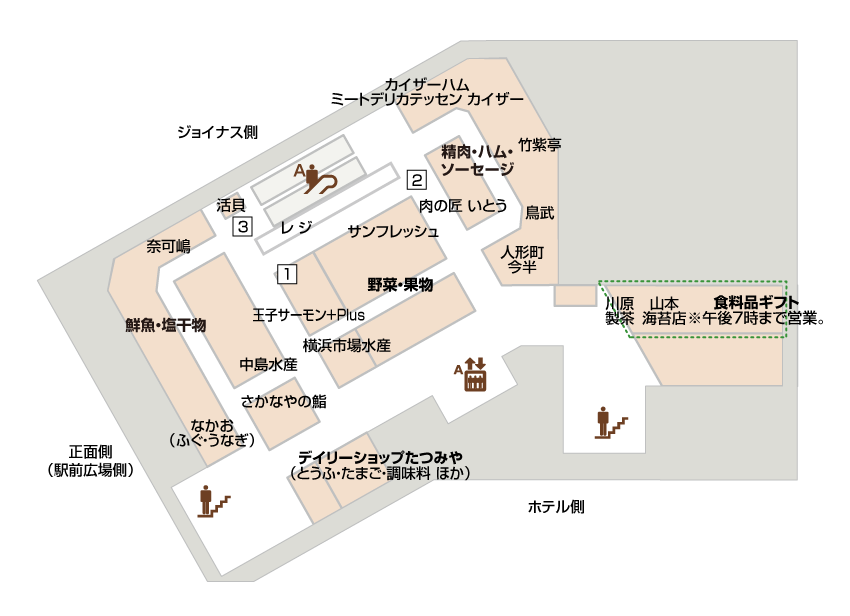 カイザーハム
ミートデリカテッセン カイザー
ジョイナス側
竹紫亭
精肉・ハム・
ソーセージ
A
2
活貝
肉の匠 いとう
鳥武
3
レジ
サンフレッシュ
奈可嶋
人形町
今半
1
野菜・果物
川原
製茶
山本
海苔店
食料品ギフト
※午後7時まで営業。
王子サーモン+Plus
鮮魚・塩干物
横浜市場水産
中島水産
A
さかなやの鮨
なかお
（ふぐ・うなぎ）
正面側
（駅前広場側）
デイリーショップたつみや
（とうふ・たまご・調味料 ほか）
ホテル側